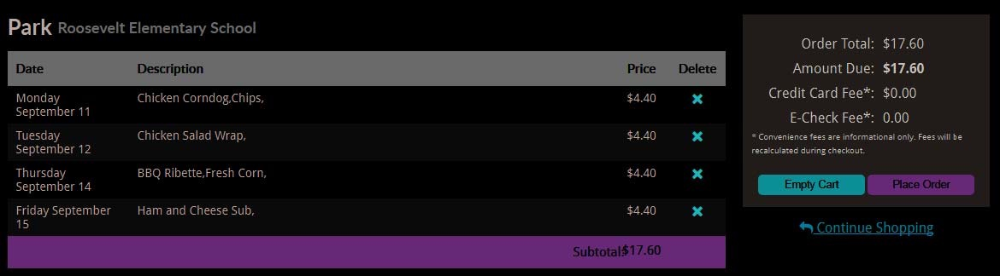 Park Roosevelt Elementary School
Date Description Price Delete
Monday
September 11 Chicken Corndog,Chips, $4.40
Tuesday
September 12 Chicken Salad Wrap, $4.40
Thursday
September 14 BBQ Ribette,Fresh Corn, $4.40
Friday September
15 Ham and Cheese Sub, $4.40
Subtotal:$17.60
Order Total: $17.60
Amount Due: $17.60
Credit Card Fee*: $0.00
E-Check Fee*: 0.00
* Convenience fees are informational only. Fees will be
recalculated during checkout.
Empty Cart Place Order
Continue Shopping